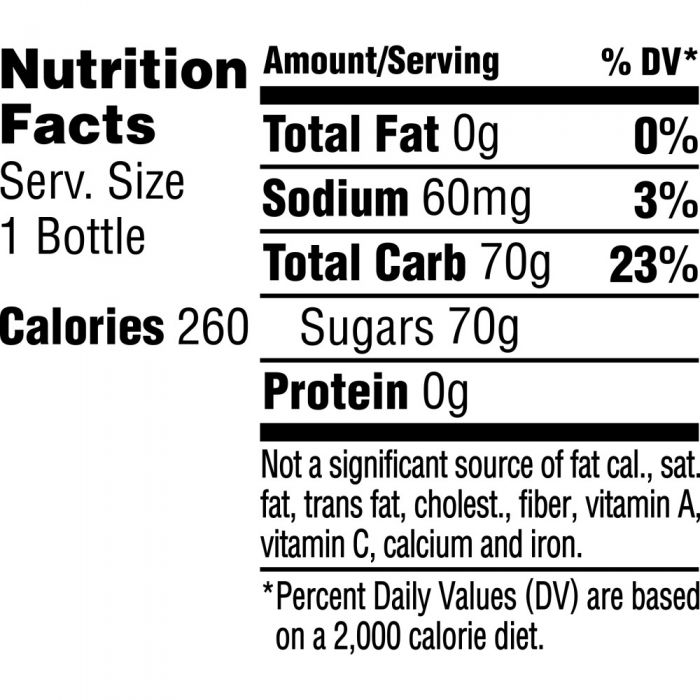 Nutrition
Facts
Serv. Size
1 Bottle
Calories 260
Amount/Serving % DV*
Total Fat 0g 0%
Sodium 60mg 3%
Total Carb 70g 23%
Sugars 70g
Protein 0g
Not a significant source of fat cal., sat.
fat, trans fat, cholest., fiber, vitamin A,
vitamin C, calcium and iron.
*Percent Daily Values (DV) are based
on a 2,000 calorie diet.